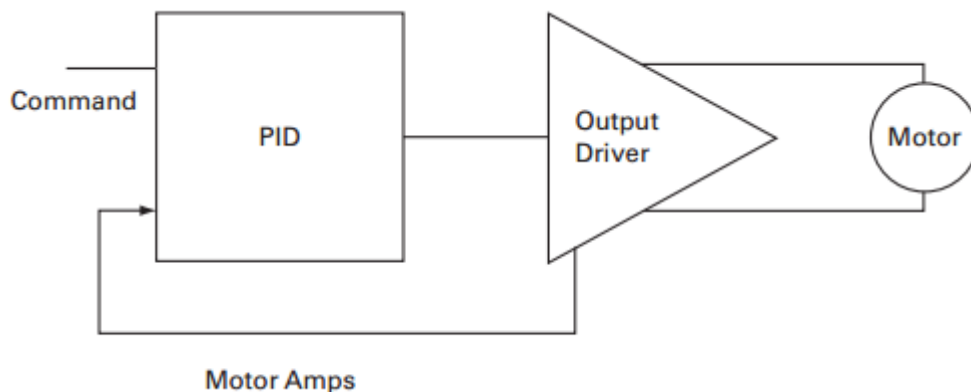 Command
PID
Output
Driver
Motor
Motor Amps